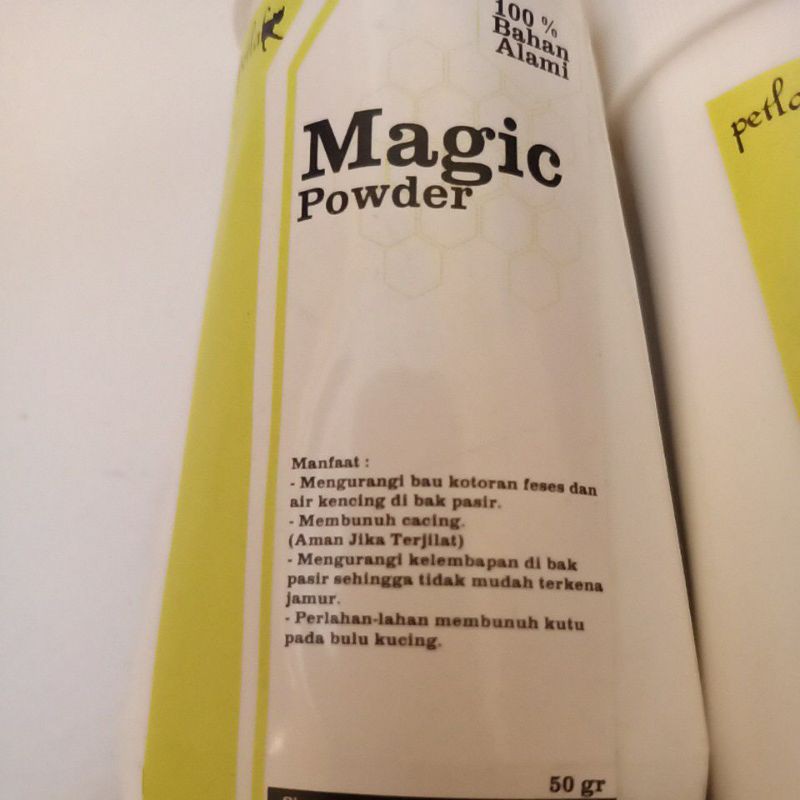 100 %
Bahan
Alami
Magic
Powder
Manfaat :
- Mengurangi bau kotoran feses dan
air kencing di bak pasir.
- Membunuh cacing.
(Aman Jika Terjilat)
- Mengurangi kelembapan di bak
pasir sehingga tidak mudah terkena
jamur.
- Perlahan-lahan membunuh kutu
pada bulu kucing.
50 gr